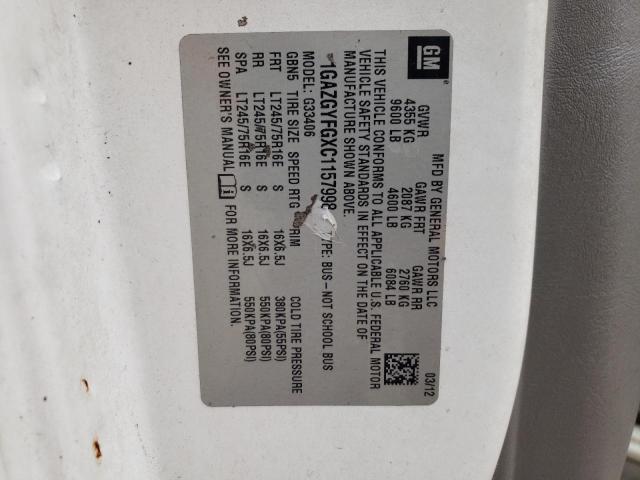 GM
MFD BY GENERAL MOTORS LLC 03/12
GVWR GAWR FRT GAWR RR
4355 KG 2087 KG 2760 KG
9600 LB 4600 LB 6084 LB
THIS VEHICLE CONFORMS TO ALL APPLICABLE U.S. FEDERAL MOTOR
VEHICLE SAFETY STANDARDS IN EFFECT ON THE DATE OF
MANUFACTURE SHOWN ABOVE.
1GAZGYFGXC1157998 TYPE: BUS–NOT SCHOOL BUS
MODEL: G33406
GBN5 TIRE SIZE SPEED RTG RIM COLD TIRE PRESSURE
FRT LT245/75R16E S 16X6.5J 380KPA(55PSI)
RR LT245/75R16E S 16X6.5J 550KPA(80PSI)
SPA LT245/75R16E S 16X6.5J 550KPA(80PSI)
SEE OWNER'S MANUAL i FOR MORE INFORMATION.